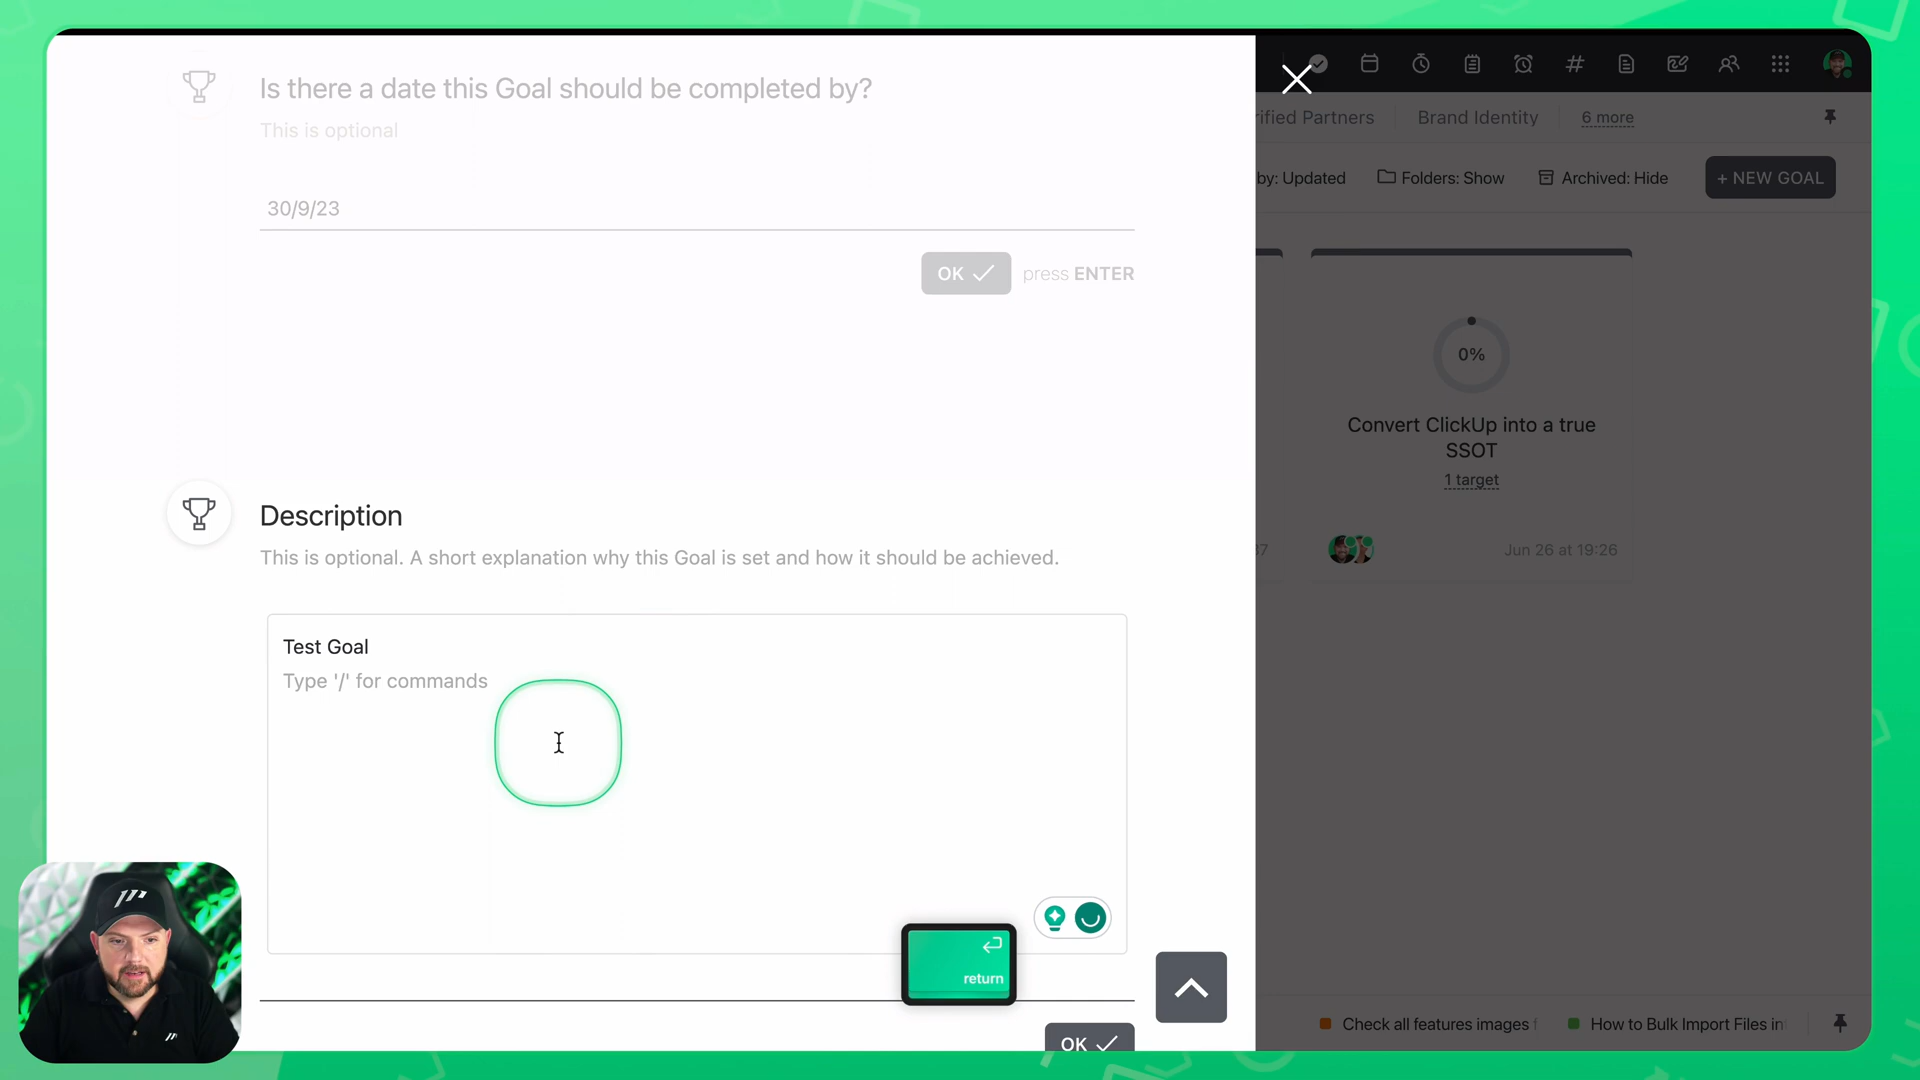 Is there a date this Goal should be completed by?
This is optional
30/9/23
OK
press ENTER
Description
This is optional. A short explanation why this Goal is set and how it should be achieved.
Test Goal
Type '/' for commands
return
OK
rified Partners
Brand Identity
6 more
by: Updated
Folders: Show
Archived: Hide
+ NEW GOAL
0%
Convert ClickUp into a true
SSOT
1 target
37
Jun 26 at 19:26
Check all features images f
How to Bulk Import Files in